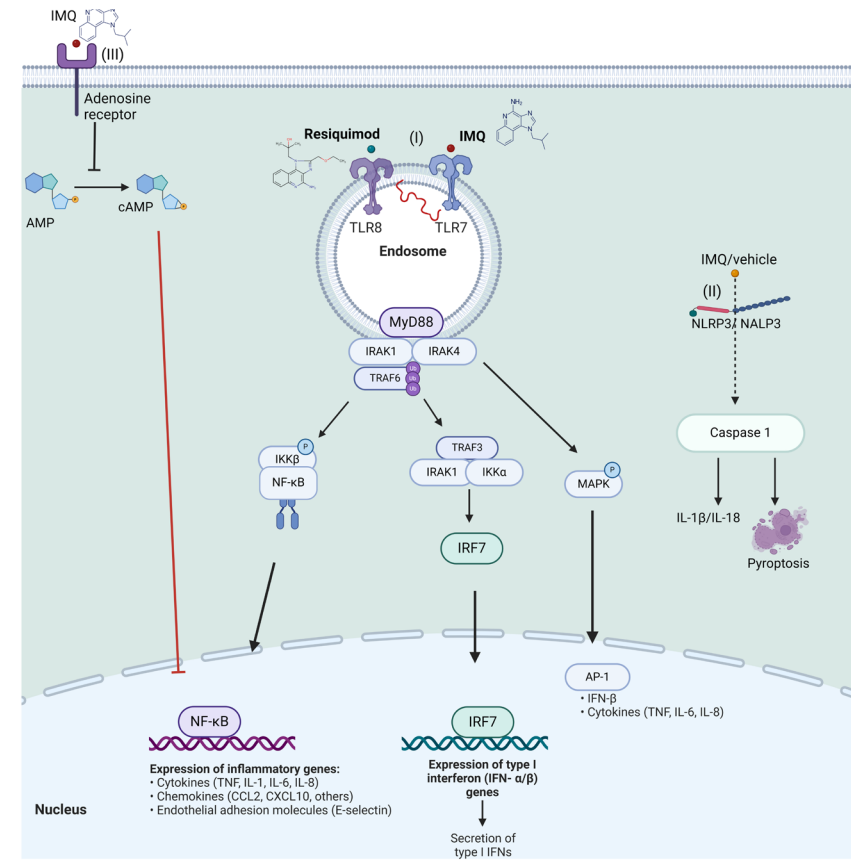 IMQ
(III)
Adenosine
receptor
AMP
cAMP
P
P
Resiquimod
(I)
IMQ
NH₂
TLR8
TLR7
Endosome
MyD88
IRAK1
IRAK4
TRAF6
Ub
Ub
Ub
IMQ/vehicle
(II)
NLRP3/ NALP3
Caspase 1
IL-1β/IL-18
Pyroptosis
P
IKKβ
NF-κB
TRAF3
IRAK1
IKKα
IRF7
P
MAPK
AP-1
• IFN-β
• Cytokines (TNF, IL-6, IL-8)
NF-κB
Expression of inflammatory genes:
• Cytokines (TNF, IL-1, IL-6, IL-8)
• Chemokines (CCL2, CXCL10, others)
• Endothelial adhesion molecules (E-selectin)
IRF7
Expression of type I
interferon (IFN- α/β)
genes
Secretion of
type I IFNs
Nucleus